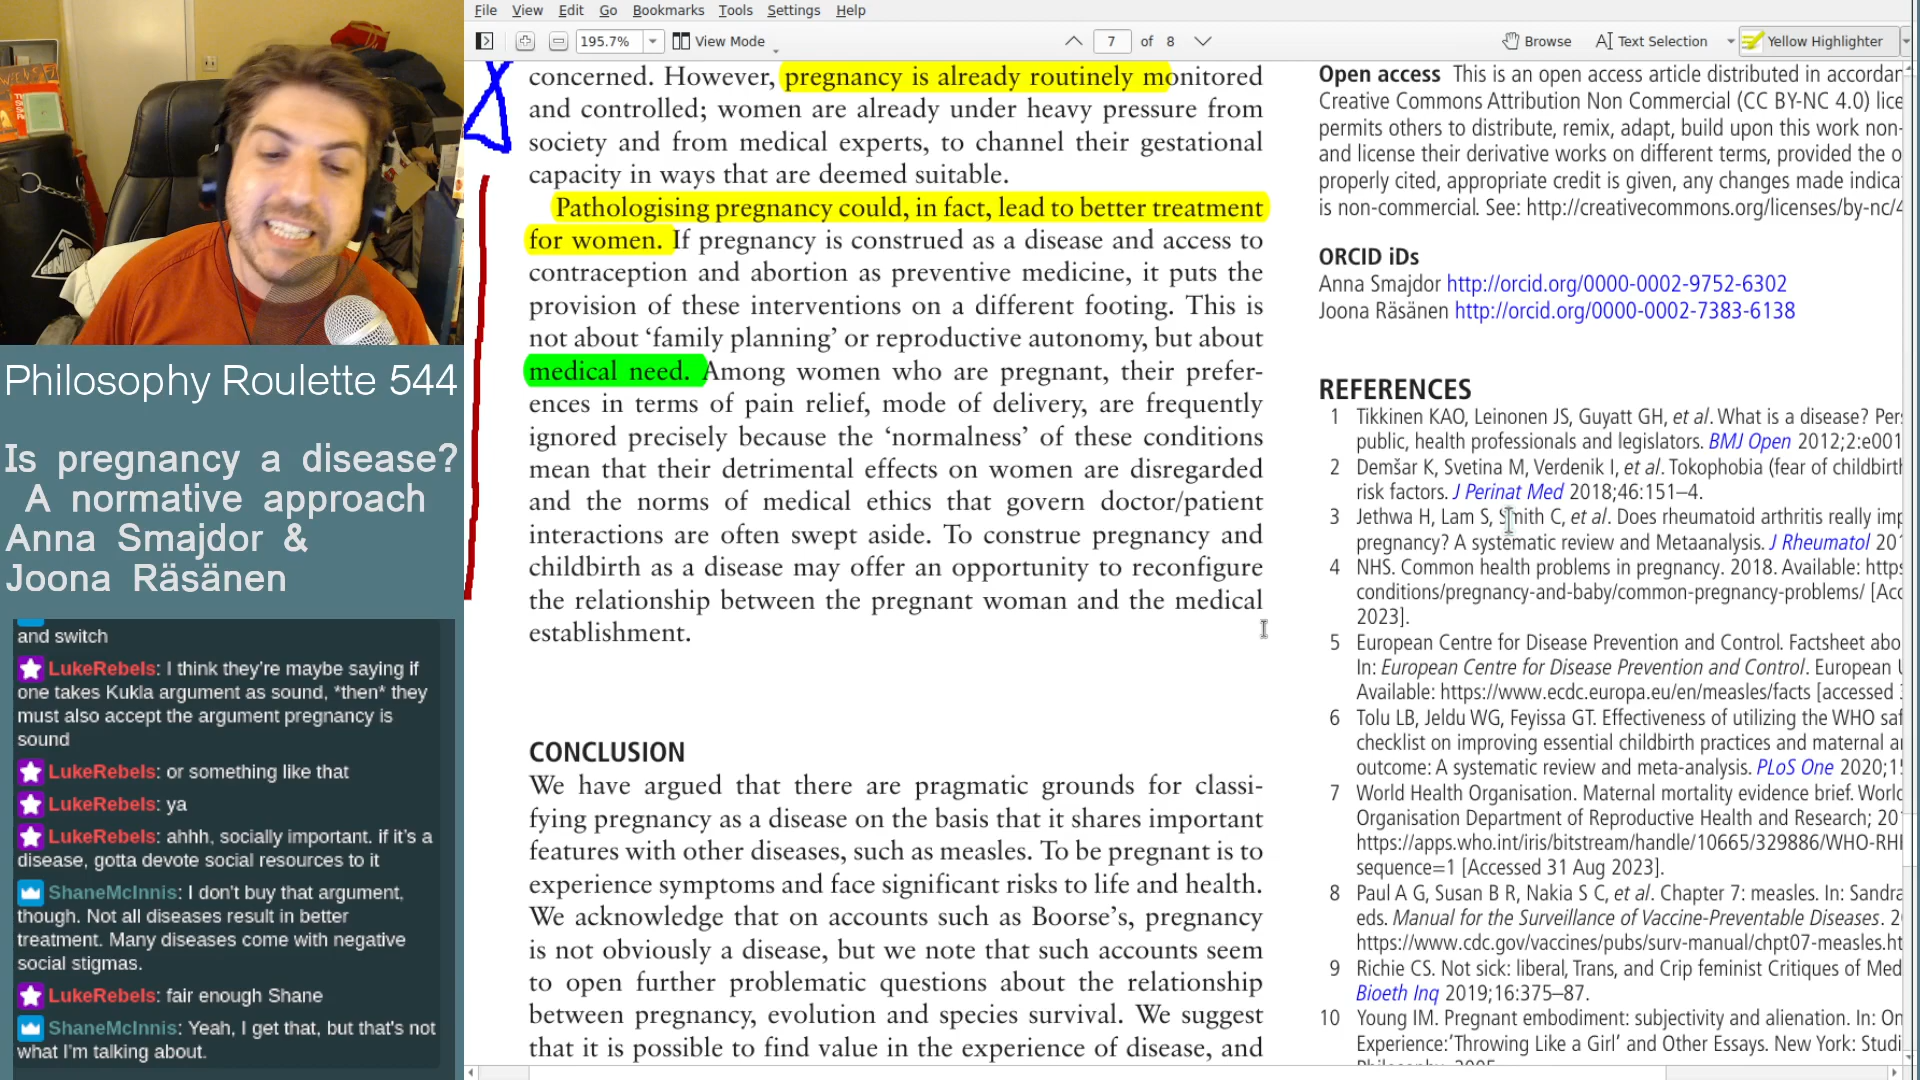 File View Edit Go Bookmarks Tools Settings Help
195.7% View Mode 7 of 8 Browse Text Selection Yellow Highlighter
concerned. However, pregnancy is already routinely monitored
and controlled; women are already under heavy pressure from
society and from medical experts, to channel their gestational
capacity in ways that are deemed suitable.
Pathologising pregnancy could, in fact, lead to better treatment
for women. If pregnancy is construed as a disease and access to
contraception and abortion as preventive medicine, it puts the
provision of these interventions on a different footing. This is
not about ‘family planning’ or reproductive autonomy, but about
medical need. Among women who are pregnant, their prefer-
ences in terms of pain relief, mode of delivery, are frequently
ignored precisely because the ‘normalness’ of these conditions
mean that their detrimental effects on women are disregarded
and the norms of medical ethics that govern doctor/patient
interactions are often swept aside. To construe pregnancy and
childbirth as a disease may offer an opportunity to reconfigure
the relationship between the pregnant woman and the medical
establishment.
CONCLUSION
We have argued that there are pragmatic grounds for classi-
fying pregnancy as a disease on the basis that it shares important
features with other diseases, such as measles. To be pregnant is to
experience symptoms and face significant risks to life and health.
We acknowledge that on accounts such as Boorse’s, pregnancy
is not obviously a disease, but we note that such accounts seem
to open further problematic questions about the relationship
between pregnancy, evolution and species survival. We suggest
that it is possible to find value in the experience of disease, and
Open access This is an open access article distributed in accordan
Creative Commons Attribution Non Commercial (CC BY-NC 4.0) lice
permits others to distribute, remix, adapt, build upon this work non-
and license their derivative works on different terms, provided the o
properly cited, appropriate credit is given, any changes made indica
is non-commercial. See: http://creativecommons.org/licenses/by-nc/4
ORCID iDs
Anna Smajdor http://orcid.org/0000-0002-9752-6302
Joona Räsänen http://orcid.org/0000-0002-7383-6138
REFERENCES
1 Tikkinen KAO, Leinonen JS, Guyatt GH, et al. What is a disease? Per
public, health professionals and legislators. BMJ Open 2012;2:e001
2 Demšar K, Svetina M, Verdenik I, et al. Tokophobia (fear of childbirt
risk factors. J Perinat Med 2018;46:151–4.
3 Jethwa H, Lam S, Smith C, et al. Does rheumatoid arthritis really imp
pregnancy? A systematic review and Metaanalysis. J Rheumatol 20
4 NHS. Common health problems in pregnancy. 2018. Available: https
conditions/pregnancy-and-baby/common-pregnancy-problems/ [Acc
2023].
5 European Centre for Disease Prevention and Control. Factsheet abo
In: European Centre for Disease Prevention and Control. European U
Available: https://www.ecdc.europa.eu/en/measles/facts [accessed
6 Tolu LB, Jeldu WG, Feyissa GT. Effectiveness of utilizing the WHO saf
checklist on improving essential childbirth practices and maternal a
outcome: A systematic review and meta-analysis. PLoS One 2020;1
7 World Health Organisation. Maternal mortality evidence brief. World
Organisation Department of Reproductive Health and Research; 20
https://apps.who.int/iris/bitstream/handle/10665/329886/WHO-RH
sequence=1 [Accessed 31 Aug 2023].
8 Paul A G, Susan B R, Nakia S C, et al. Chapter 7: measles. In: Sandra
eds. Manual for the Surveillance of Vaccine-Preventable Diseases. 2
https://www.cdc.gov/vaccines/pubs/surv-manual/chpt07-measles.ht
9 Richie CS. Not sick: liberal, Trans, and Crip feminist Critiques of Med
Bioeth Inq 2019;16:375–87.
10 Young IM. Pregnant embodiment: subjectivity and alienation. In: On
Experience:’Throwing Like a Girl’ and Other Essays. New York: Studi
Philosophy Roulette 544
Is pregnancy a disease?
A normative approach
Anna Smajdor &
Joona Räsänen
and switch
LukeRebels: I think they're maybe saying if
one takes Kukla argument as sound, *then* they
must also accept the argument pregnancy is
sound
LukeRebels: or something like that
LukeRebels: ya
LukeRebels: ahhh, socially important. if it's a
disease, gotta devote social resources to it
ShaneMcInnis: I don't buy that argument,
though. Not all diseases result in better
treatment. Many diseases come with negative
social stigmas.
LukeRebels: fair enough Shane
ShaneMcInnis: Yeah, I get that, but that's not
what I'm talking about.